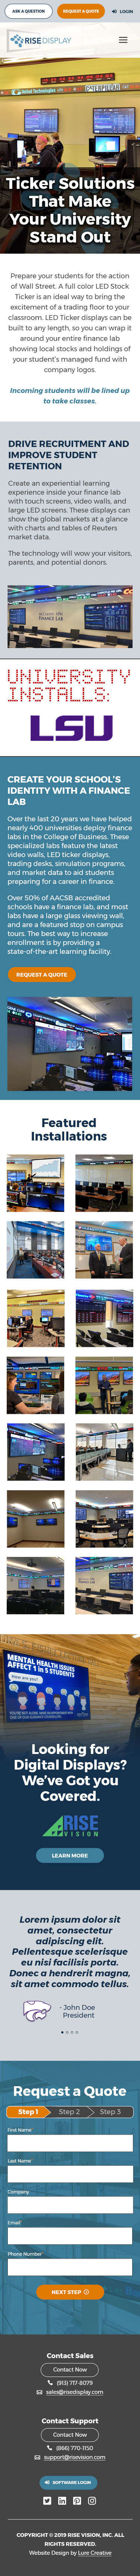 ASK A QUESTION
REQUEST A QUOTE
LOGIN
RISE DISPLAY
United Technologies
CATERPILLAR
Ticker Solutions
That Make
Your University
Stand Out
Prepare your students for the action
of Wall Street. A full color LED Stock
Ticker is an ideal way to bring the
excitement of a trading floor to your
classroom. LED Ticker displays can be
built to any length, so you can wrap it
around the entire finance lab
showing local stocks and holdings of
your student's managed fund with
company logos.
Incoming students will be lined up
to take classes.
DRIVE RECRUITMENT AND
IMPROVE STUDENT
RETENTION
Create an experiential learning
experience inside your finance lab
with touch screens, video walls, and
large LED screens. These displays can
show the global markets at a glance
with charts and tables of Reuters
market data.
The technology will wow your visitors,
parents, and potential donors.
FINANCE LAB
UNIVERSITY
INSTALLS:
LSU
CREATE YOUR SCHOOL'S
IDENTITY WITH A FINANCE
LAB
Over the last 20 years we have helped
nearly 400 universities deploy finance
labs in the College of Business. These
specialized labs feature the latest
video walls, LED ticker displays,
trading desks, simulation programs,
and market data to aid students
preparing for a career in finance.
Over 50% of AACSB accredited
schools have a finance lab, and most
labs have a large glass wall viewing
area, and are a featured stop on campus
tours. The best way to increase
enrollment is by providing a
state-of-the-art learning facility.
REQUEST A QUOTE
Featured
Installations
MENTAL HEALTH ISSUES
AFFECT 1 IN 5 STUDENTS
How are you?
Looking for
Digital Displays?
We've Got you
Covered.
RISE
VISION
LEARN MORE
Lorem ipsum dolor sit
amet, consectetur
adipiscing elit.
Pellentesque scelerisque
eu nisi facilisis porta.
Donec a hendrerit magna,
sit amet commodo tellus.
- John Doe
President
Request a Quote
Step 1
Step 2
Step 3
First Name*
Last Name*
Company
Email*
Phone Number*
NEXT STEP
Contact Sales
Contact Now
(913) 717-8079
sales@risedisplay.com
Contact Support
Contact Now
(866) 770-1150
support@risevision.com
SOFTWARE LOGIN
COPYRIGHT © 2019 RISE VISION, INC. ALL
RIGHTS RESERVED.
Website Design by Lure Creative